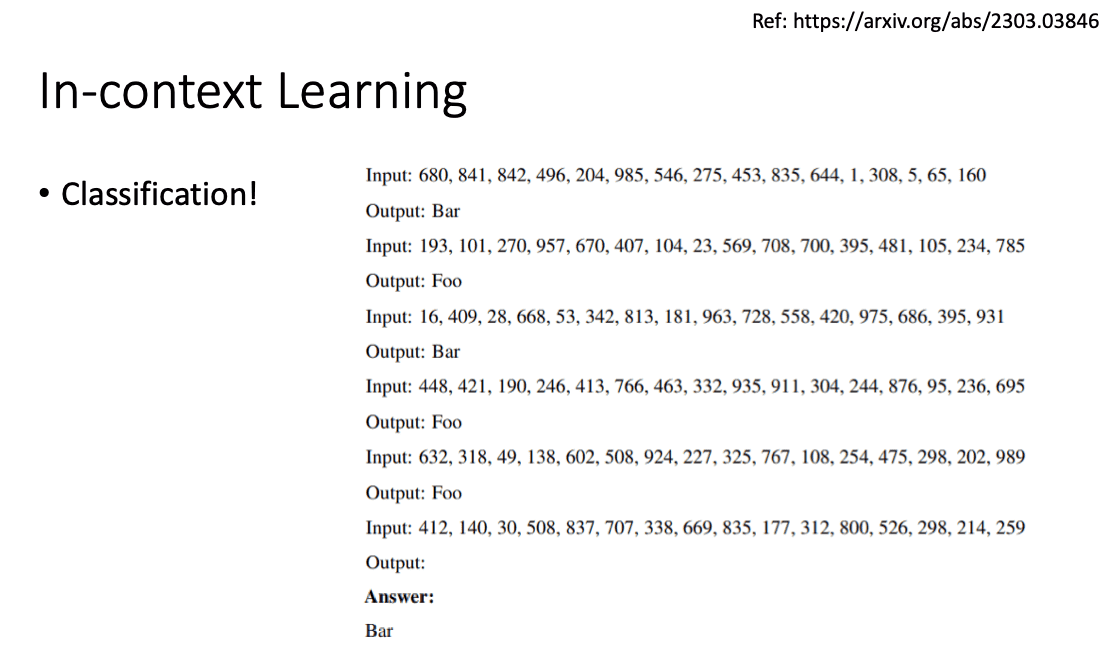 Ref: https://arxiv.org/abs/2303.03846
In-context Learning
• Classification!
Input: 680, 841, 842, 496, 204, 985, 546, 275, 453, 835, 644, 1, 308, 5, 65, 160
Output: Bar
Input: 193, 101, 270, 957, 670, 407, 104, 23, 569, 708, 700, 395, 481, 105, 234, 785
Output: Foo
Input: 16, 409, 28, 668, 53, 342, 813, 181, 963, 728, 558, 420, 975, 686, 395, 931
Output: Bar
Input: 448, 421, 190, 246, 413, 766, 463, 332, 935, 911, 304, 244, 876, 95, 236, 695
Output: Foo
Input: 632, 318, 49, 138, 602, 508, 924, 227, 325, 767, 108, 254, 475, 298, 202, 989
Output: Foo
Input: 412, 140, 30, 508, 837, 707, 338, 669, 835, 177, 312, 800, 526, 298, 214, 259
Output:
Answer:
Bar